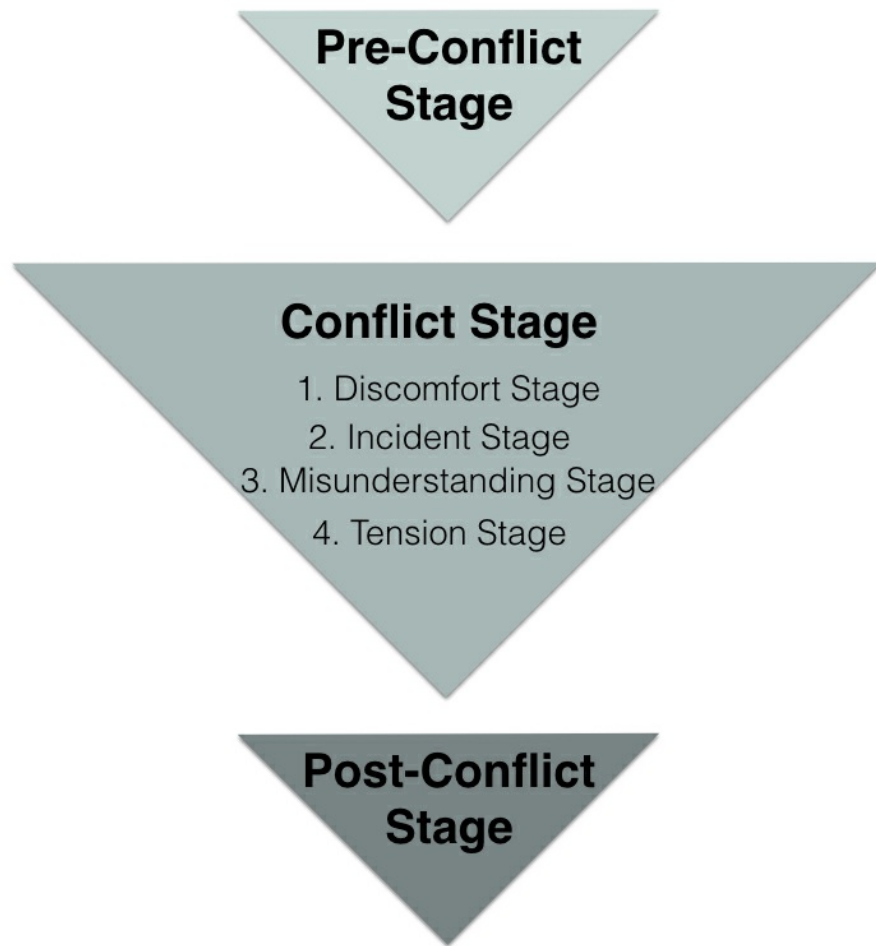 Pre-Conflict
Stage
Conflict Stage
1. Discomfort Stage
2. Incident Stage
3. Misunderstanding Stage
4. Tension Stage
Post-Conflict
Stage